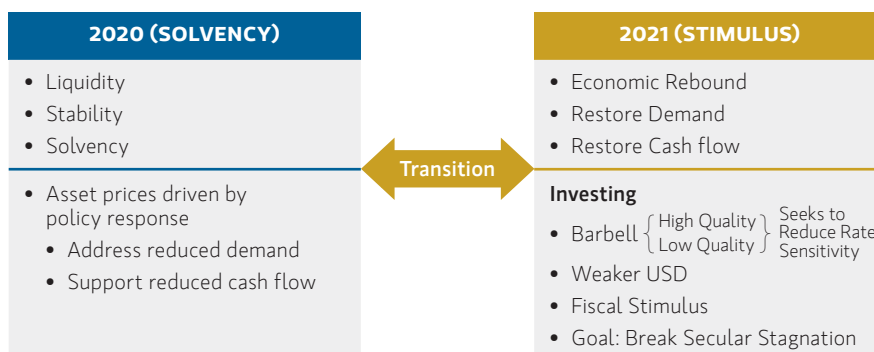 2020 (SOLVENCY)
• Liquidity
• Stability
• Solvency
• Asset prices driven by
policy response
• Address reduced demand
• Support reduced cash flow
Transition
2021 (STIMULUS)
• Economic Rebound
• Restore Demand
• Restore Cash flow
Investing
• Barbell { High Quality
Low Quality } Seeks to
Reduce Rate
Sensitivity
• Weaker USD
• Fiscal Stimulus
• Goal: Break Secular Stagnation